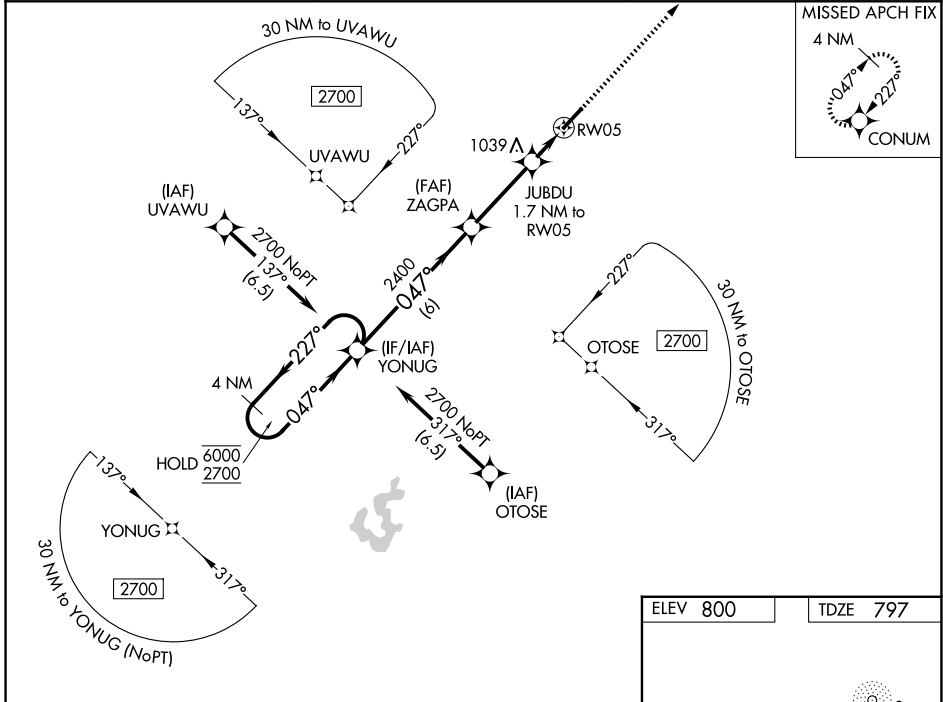 MISSED APCH FIX
4 NM
047°
227°
CONUM
30 NM to UVAWU
2700
137°
227°
UVAWU
RW05
1039
JUBDU
1.7 NM to
RW05
(FAF)
ZAGPA
(IAF)
UVAWU
2700 NoPT
137°
(6.5)
2400
047°
(6)
227°
(IF/IAF)
YONUG
4 NM
047°
HOLD
6000
2700
2700 NoPT
317°
(6.5)
(IAF)
OTOSE
227°
30 NM to OTOSE
2700
OTOSE
317°
137°
YONUG
317°
2700
30 NM to YONUG (NoPT)
ELEV 800
TDZE 797